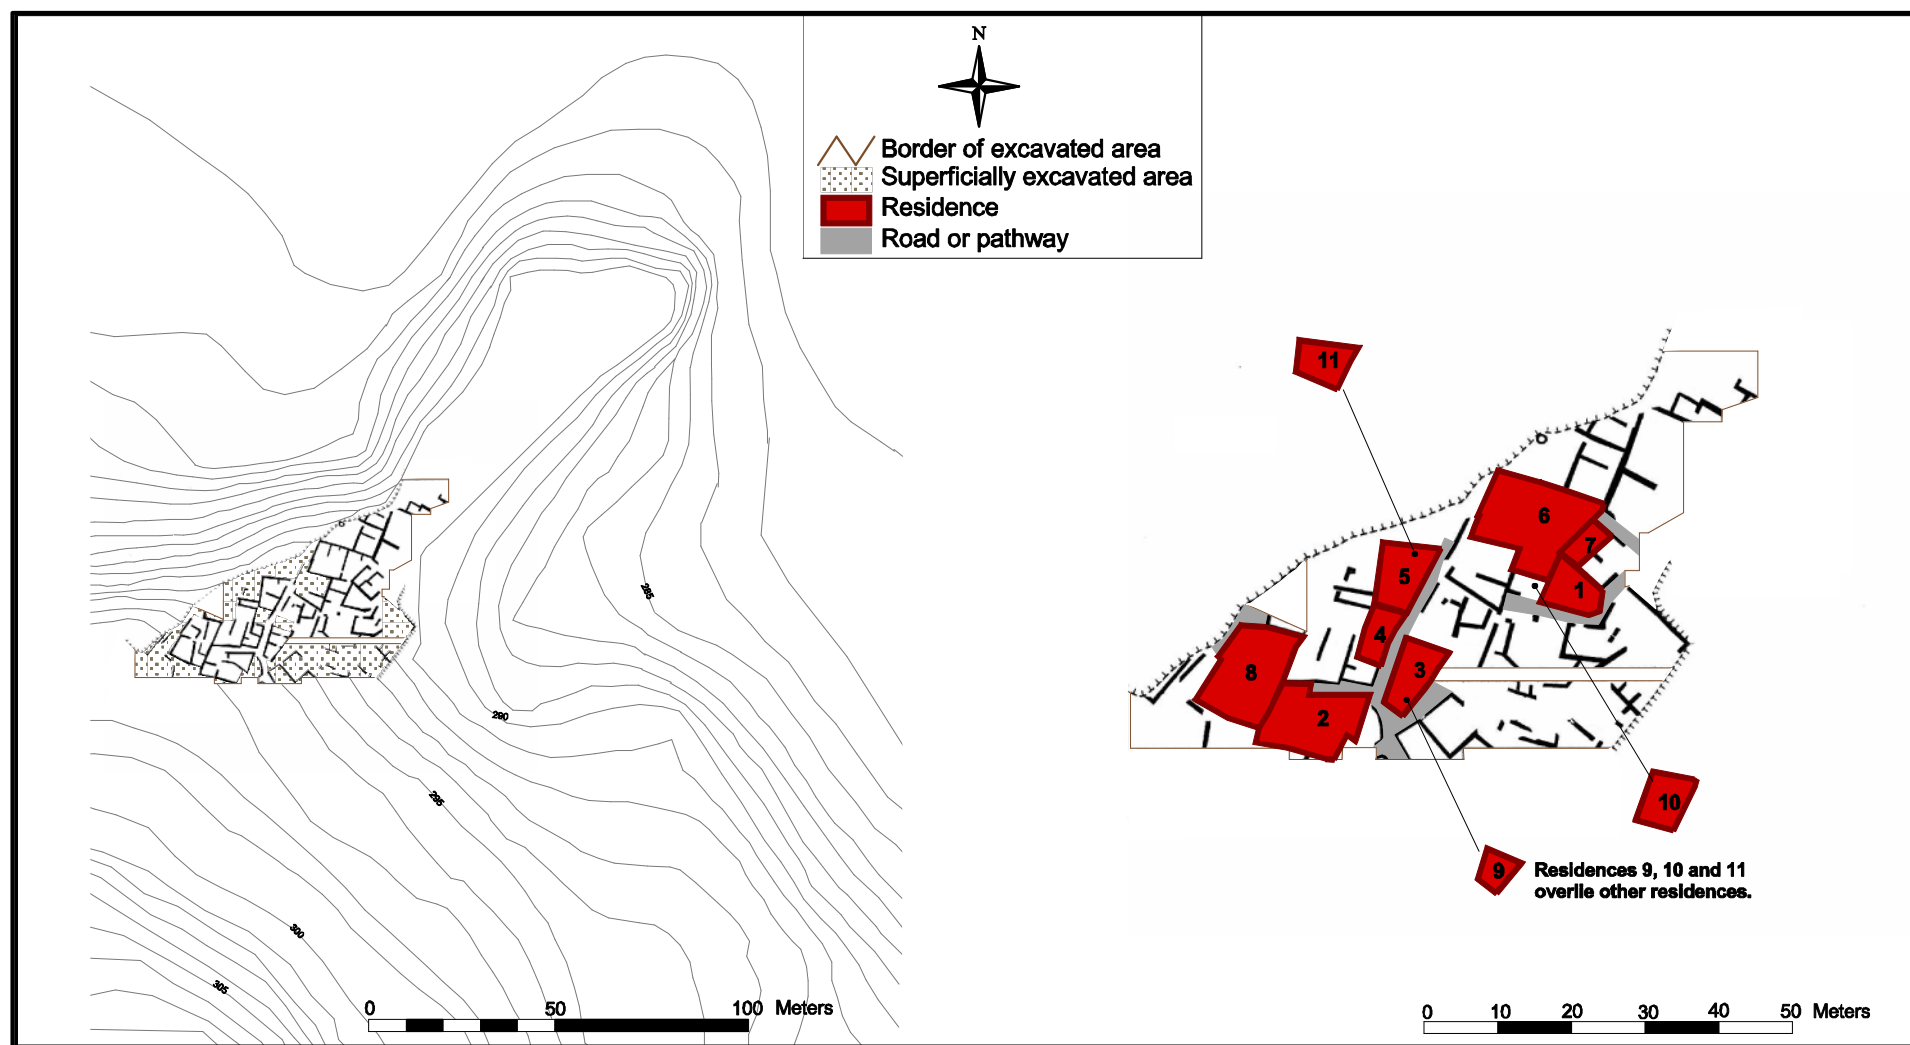 N
Border of excavated area
Superficially excavated area
Residence
Road or pathway
11
6
7
5
1
4
3
8
2
10
9
Residences 9, 10 and 11
overlie other residences.
285
290
295
300
305
0 50 100 Meters
0 10 20 30 40 50 Meters